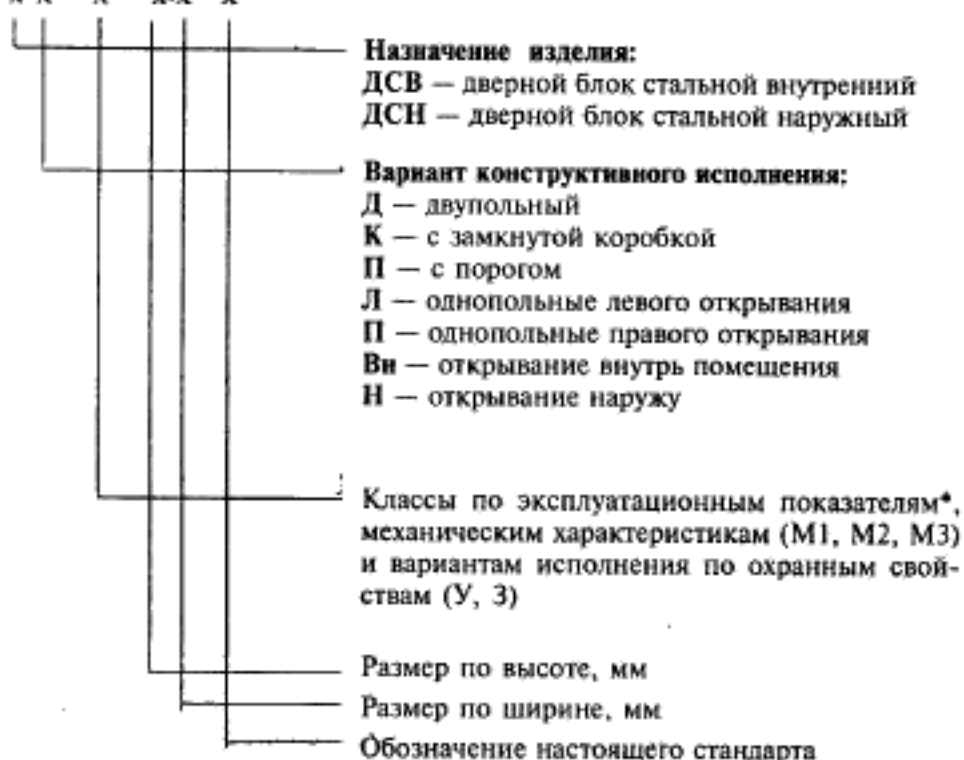 Назначение изделия:
ДСВ — дверной блок стальной внутренний
ДСН — дверной блок стальной наружный
Вариант конструктивного исполнения:
Д — двупольный
К — с замкнутой коробкой
П — с порогом
Л — однопольные левого открывания
П — однопольные правого открывания
Вн — открывание внутрь помещения
Н — открывание наружу
Классы по эксплуатационным показателям*,
механическим характеристикам (М1, М2, М3)
и вариантам исполнения по охранным свой-
ствам (У, З)
Размер по высоте, мм
Размер по ширине, мм
Обозначение настоящего стандарта